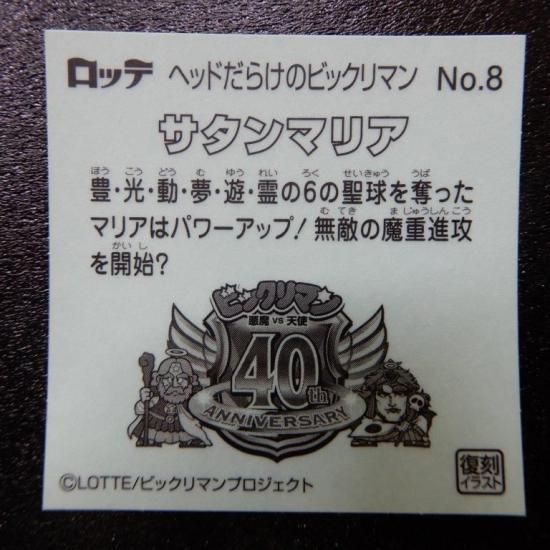 ロッテ ヘッドだらけのビックリマン No.8
サタンマリア
ほう こう どう む ゆう れい ろく せいきゅう うば
豊・光・動・夢・遊・霊の6の聖球を奪った
むてき ま じゅうしんこう
マリアはパワーアップ!無敵の魔重進攻
かいし
を開始?
ビックリマン
悪魔 VS 天使
40th
ANNIVERSARY
©LOTTE/ビックリマンプロジェクト
復刻
イラスト